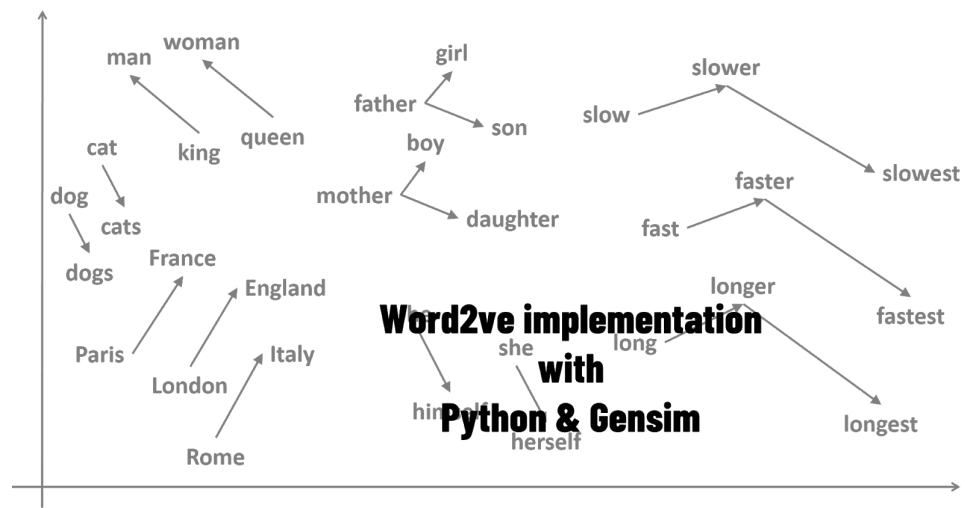 man
woman
king
queen
cat
cats
dog
dogs
girl
father
son
boy
mother
daughter
slow
slower
slowest
fast
faster
fastest
France
Paris
England
London
Italy
Rome
longer
long
longest
she
himself
herself
Word2ve implementation
with
Python & Gensim